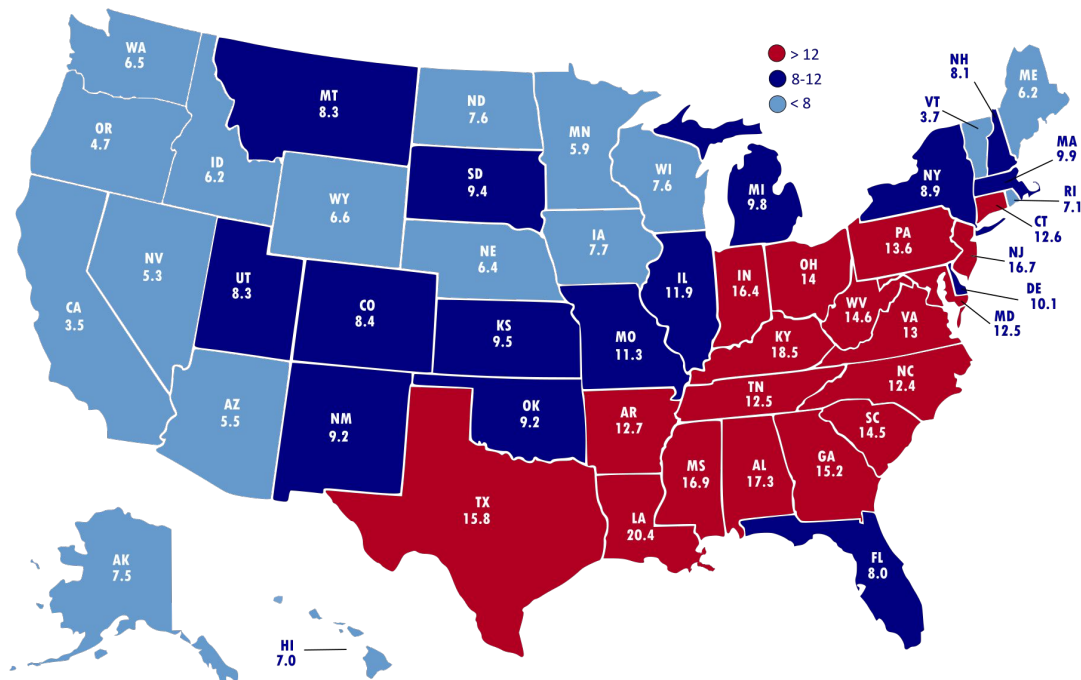 > 12
8-12
< 8
WA
6.5
OR
4.7
CA
3.5
NV
5.3
ID
6.2
MT
8.3
WY
6.6
UT
8.3
AZ
5.5
CO
8.4
NM
9.2
ND
7.6
SD
9.4
NE
6.4
KS
9.5
OK
9.2
TX
15.8
MN
5.9
IA
7.7
MO
11.3
AR
12.7
LA
20.4
WI
7.6
IL
11.9
MI
9.8
IN
16.4
OH
14
KY
18.5
TN
12.5
MS
16.9
AL
17.3
GA
15.2
FL
8.0
SC
14.5
NC
12.4
VA
13
WV
14.6
PA
13.6
NY
8.9
VT
3.7
NH
8.1
ME
6.2
MA
9.9
RI
7.1
CT
12.6
NJ
16.7
DE
10.1
MD
12.5
AK
7.5
HI
7.0